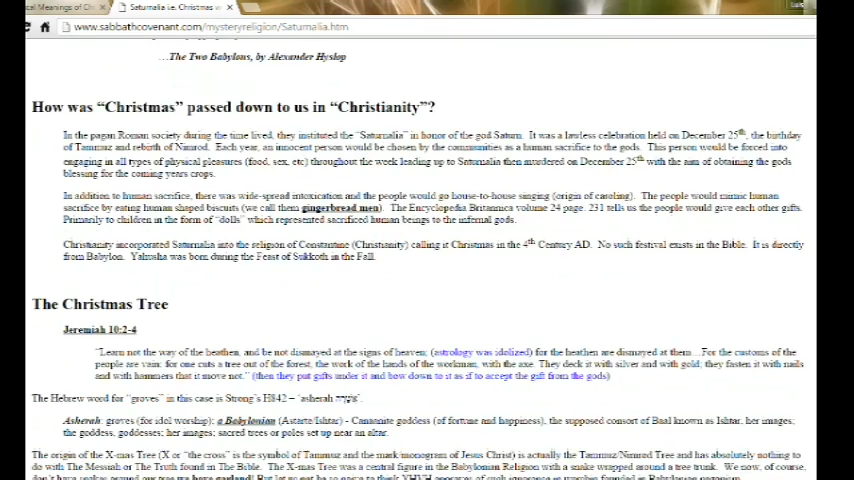 Saturnalia i.e. Christmas w
www.sabbathcovenant.com/mysteryreligion/Saturnalia.htm
…The Two Babylons, by Alexander Hyslop
How was “Christmas” passed down to us in “Christianity”?
In the pagan Roman society during the time lived, they instituted the “Saturnalia” in honor of the god Saturn. It was a lawless celebration held on December 25th, the birthday
of Tammuz and rebirth of Nimrod. Each year, an innocent person would be chosen by the communities as a human sacrifice to the gods. This person would be forced into
engaging in all types of physical pleasures (food, sex, etc) throughout the week leading up to Saturnalia then murdered on December 25th with the aim of obtaining the gods
blessing for the coming years crops.
In addition to human sacrifice, there was wide-spread intoxication and the people would go house-to-house singing (origin of caroling). The people would mimic human
sacrifice by eating human shaped biscuits (we call them gingerbread men). The Encyclopedia Britannica volume 24 page. 231 tells us the people would give each other gifts.
Primarily to children in the form of “dolls” which represented sacrificed human beings to the infernal gods.
Christianity incorporated Saturnalia into the religion of Constantine (Christianity) calling it Christmas in the 4th Century AD. No such festival exists in the Bible. It is directly
from Babylon. Yahusha was born during the Feast of Sukkoth in the Fall.
The Christmas Tree
Jeremiah 10:2-4
“Learn not the way of the heathen, and be not dismayed at the signs of heaven; (astrology was idolized) for the heathen are dismayed at them…For the customs of the
people are vain: for one cuts a tree out of the forest, the work of the hands of the workman, with the axe. They deck it with silver and with gold; they fasten it with nails
and with hammers that it move not.” (then they put gifts under it and bow down to it as if to accept the gift from the gods)
The Hebrew word for “groves” in this case is Strong's H842 – 'asherah
Asherah: groves (for idol worship); a Babylonian (Astarte/Ishtar) - Canaanite goddess (of fortune and happiness), the supposed consort of Baal known as Ishtar, her images;
the goddess, goddesses; her images; sacred trees or poles set up near an altar.
The origin of the X-mas Tree (X or “the cross” is the symbol of Tammuz and the mark/monogram of Jesus Christ) is actually the Tammuz/Nimrod Tree and has absolutely nothing to
do with The Messiah or The Truth found in The Bible. The X-mas Tree was a central figure in the Babylonian Religion with a snake wrapped around a tree trunk. We now, of course,